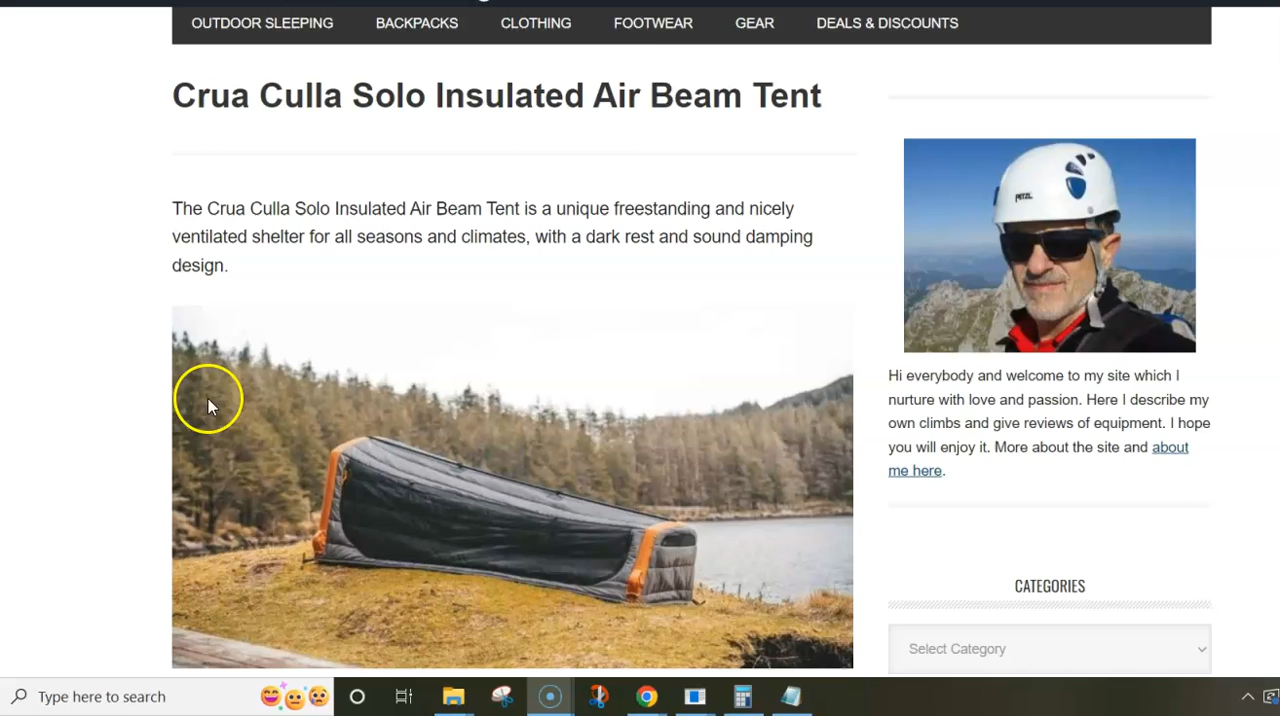 OUTDOOR SLEEPING BACKPACKS CLOTHING FOOTWEAR GEAR DEALS & DISCOUNTS
Crua Culla Solo Insulated Air Beam Tent
The Crua Culla Solo Insulated Air Beam Tent is a unique freestanding and nicely
ventilated shelter for all seasons and climates, with a dark rest and sound damping
design.
PETZL
Hi everybody and welcome to my site which I
nurture with love and passion. Here I describe my
own climbs and give reviews of equipment. I hope
you will enjoy it. More about the site and about
me here.
CATEGORIES
Select Category
Type here to search